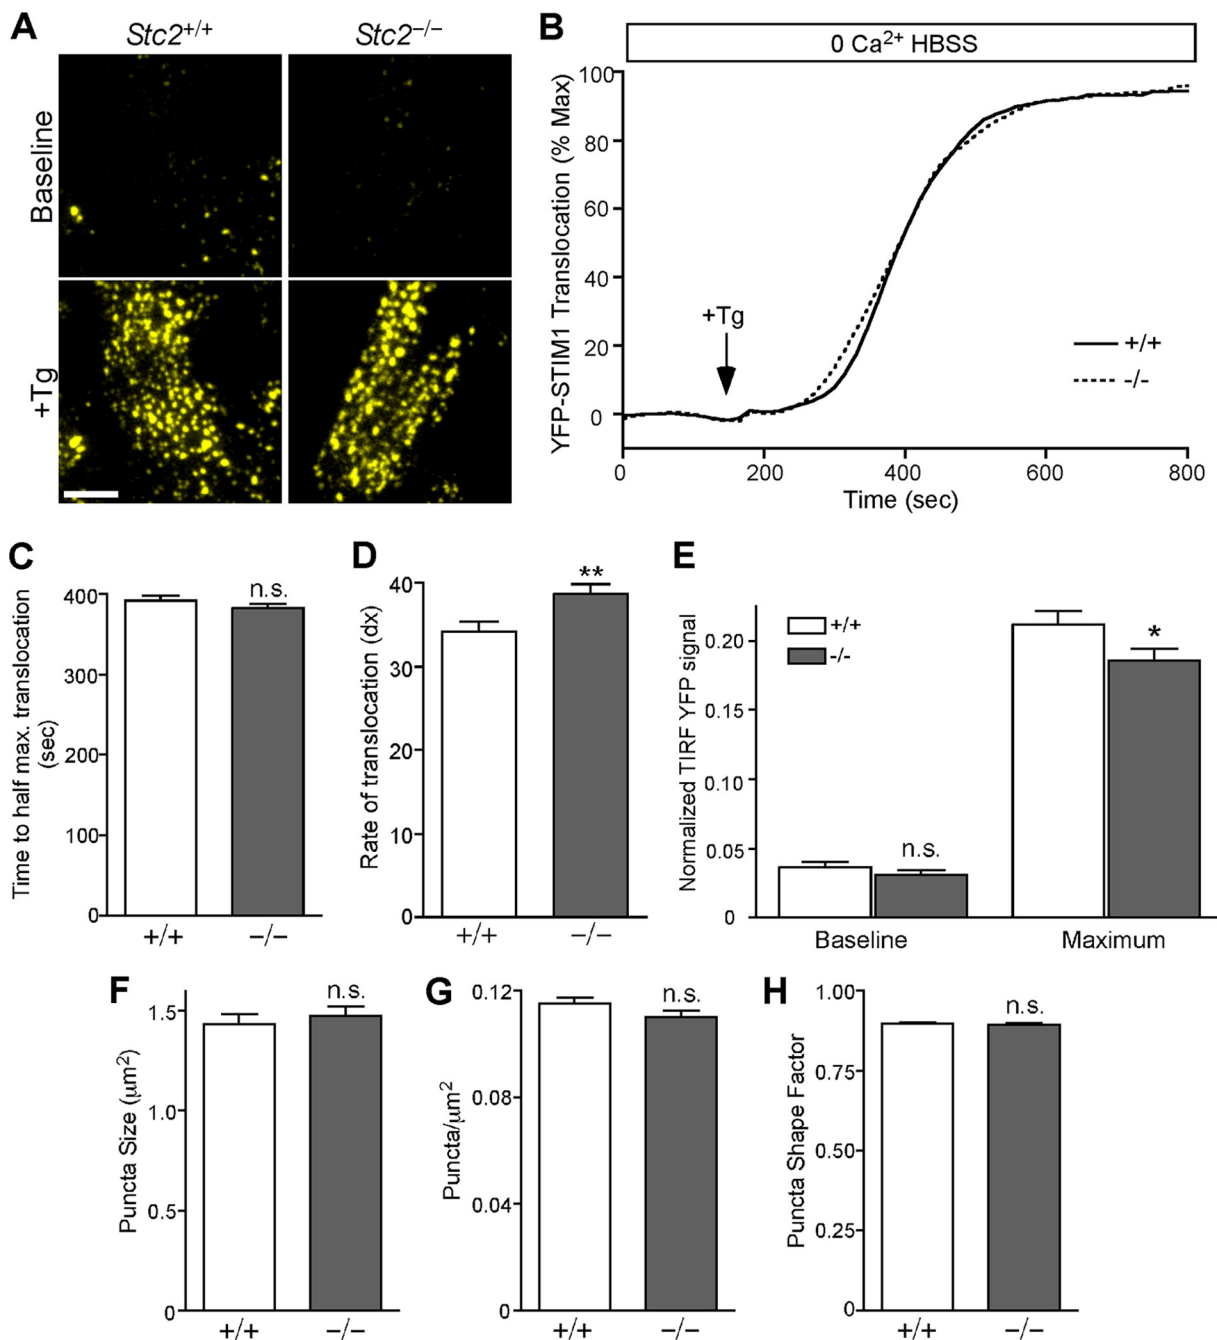 A
Stc2+/+
Stc2–/–
Baseline
+Tg
B
0 Ca2+ HBSS
YFP-STIM1 Translocation (% Max)
100
80
60
40
20
0
+Tg
+/+
-/-
0
200
400
600
800
Time (sec)
C
Time to half max. translocation
(sec)
400
300
200
100
0
n.s.
+/+
–/–
D
Rate of translocation (dx)
40
30
20
10
0
**
+/+
–/–
E
Normalized TIRF YFP signal
0.20
0.15
0.10
0.05
0
+/+
-/-
n.s.
*
Baseline
Maximum
F
Puncta Size (μm2)
1.5
1.0
0.5
0
n.s.
+/+
–/–
G
Puncta/μm2
0.12
0.08
0.04
0
n.s.
+/+
–/–
H
Puncta Shape Factor
1.00
0.75
0.50
0.25
0
n.s.
+/+
–/–